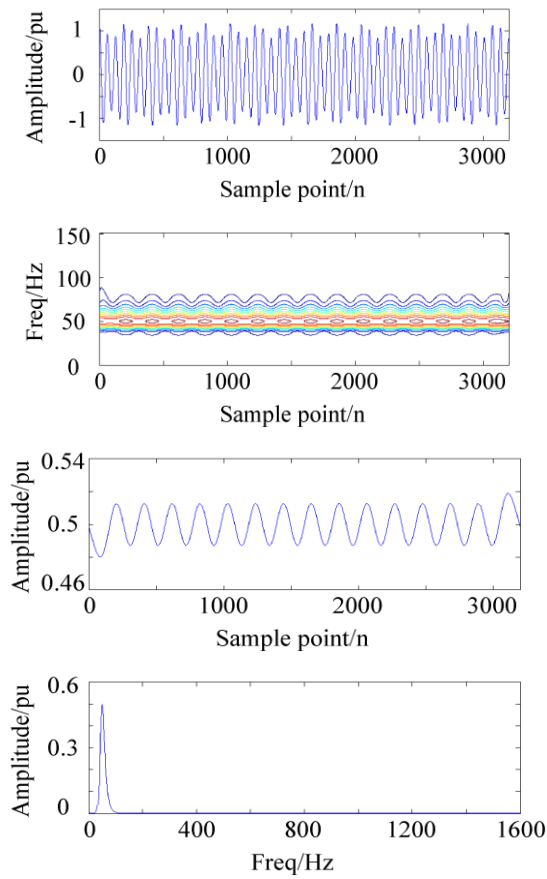 Amplitude/pu
1
0
-1
0 1000 2000 3000
Sample point/n
Freq/Hz
150
100
50
0
0 1000 2000 3000
Sample point/n
Amplitude/pu
0.54
0.5
0.46
0 1000 2000 3000
Sample point/n
Amplitude/pu
0.6
0.3
0
0 400 800 1200 1600
Freq/Hz